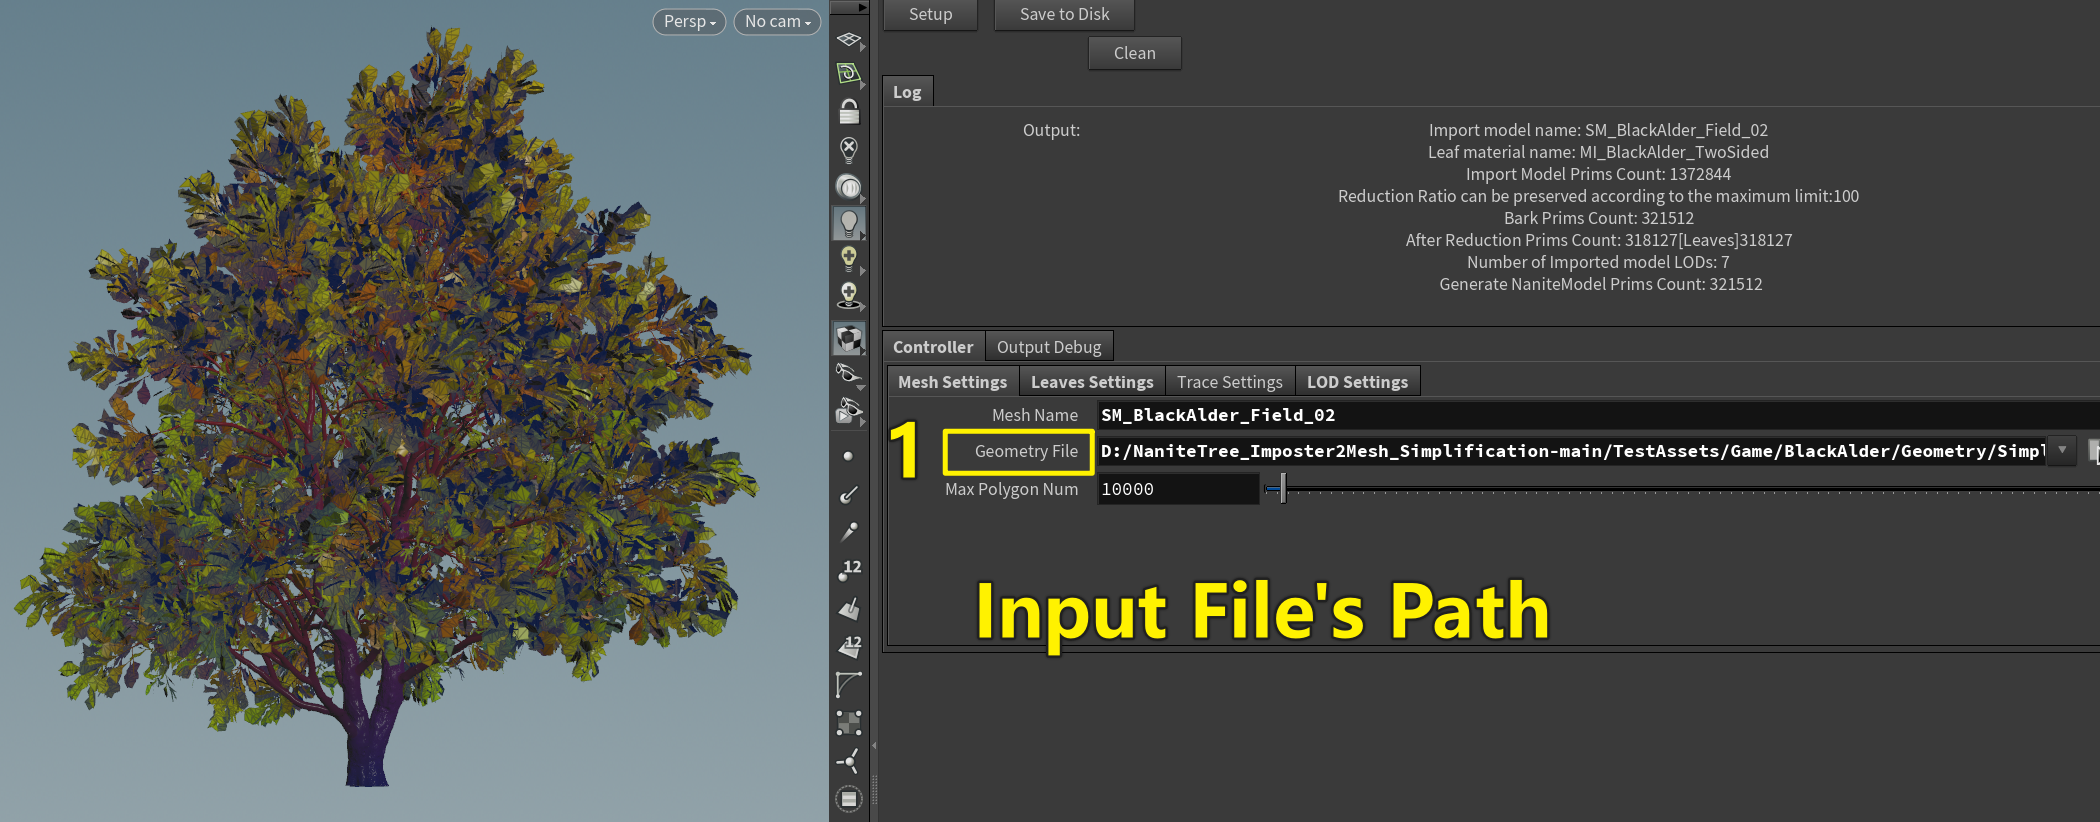 Persp
No cam
Setup
Save to Disk
Clean
Log
Output:
Import model name: SM_BlackAlder_Field_02
Leaf material name: MI_BlackAlder_TwoSided
Import Model Prims Count: 1372844
Reduction Ratio can be preserved according to the maximum limit:100
Bark Prims Count: 321512
After Reduction Prims Count: 318127[Leaves]318127
Number of Imported model LODs: 7
Generate NaniteModel Prims Count: 321512
Controller
Output Debug
Mesh Settings
Leaves Settings
Trace Settings
LOD Settings
Mesh Name
SM_BlackAlder_Field_02
1
Geometry File
D:/NaniteTree_Imposter2Mesh_Simplification-main/TestAssets/Game/BlackAlder/Geometry/Simpl
Max Polygon Num
10000
12
12
Input File's Path